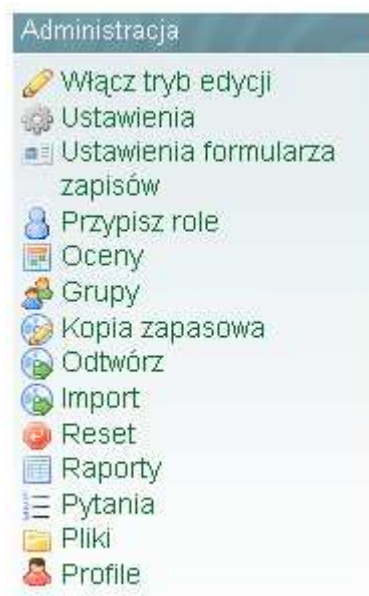 Administracja
Włącz tryb edycji
Ustawienia
Ustawienia formularza
zapisów
Przypisz role
Oceny
Grupy
Kopia zapasowa
Odtwórz
Import
Reset
Raporty
Pytania
Pliki
Profile